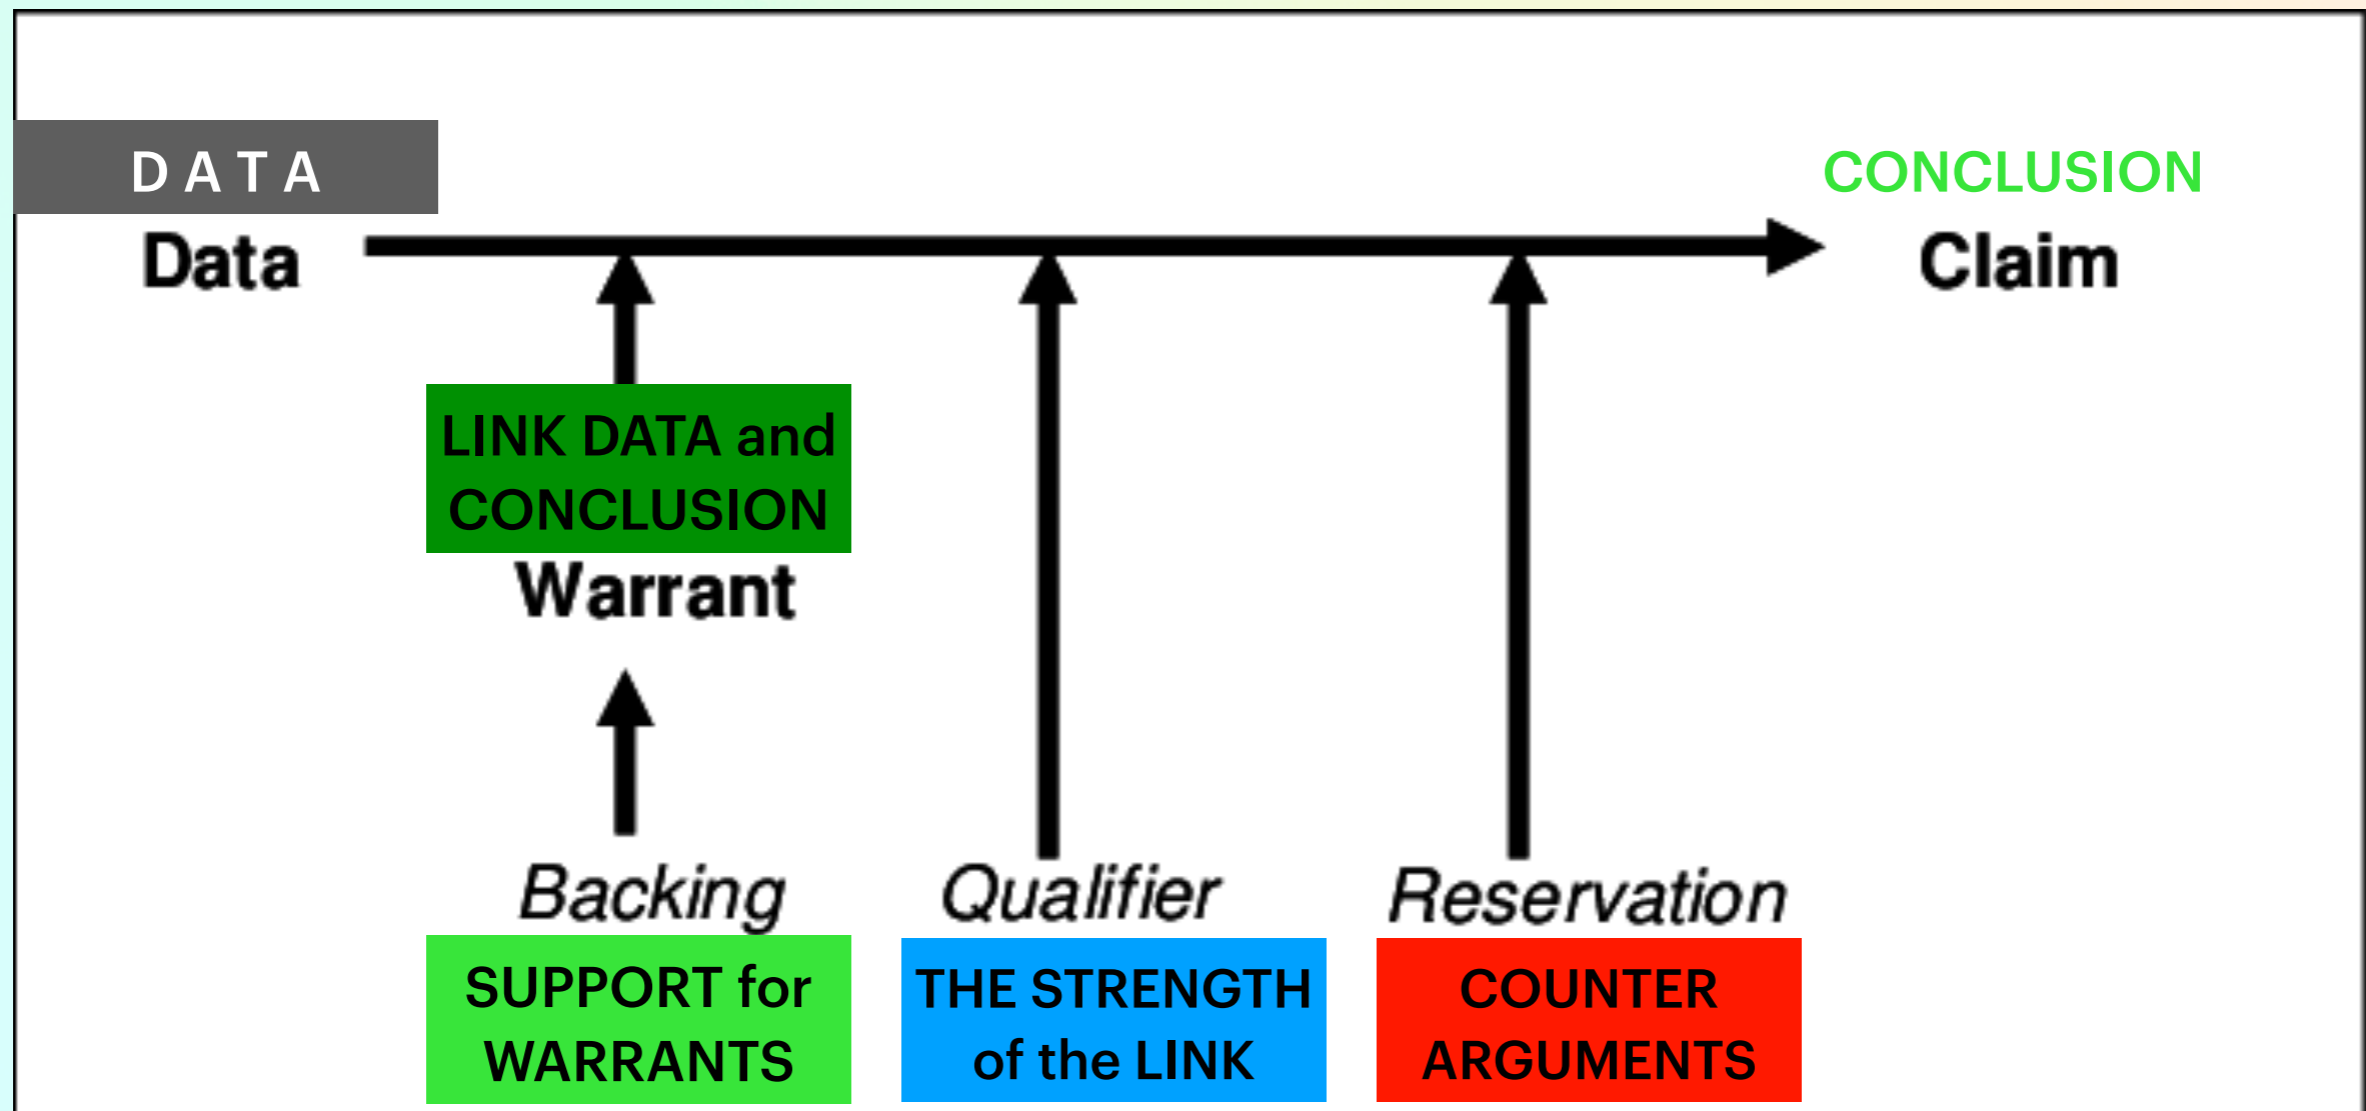 DATA
CONCLUSION
Data
Claim
LINK DATA and
CONCLUSION
Warrant
Backing
Qualifier
Reservation
SUPPORT for
WARRANTS
THE STRENGTH
of the LINK
COUNTER
ARGUMENTS